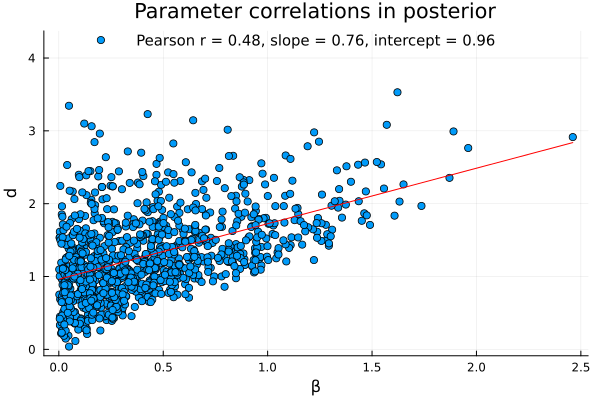 Parameter correlations in posterior
Pearson r = 0.48, slope = 0.76, intercept = 0.96
4
3
2
1
0
d
0.0 0.5 1.0 1.5 2.0 2.5
β